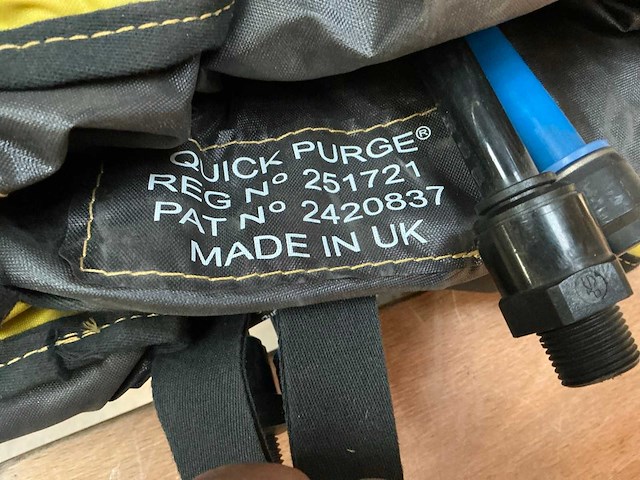 QUICK PURGE®
REG Nº 251721
PAT Nº 2420837
MADE IN UK